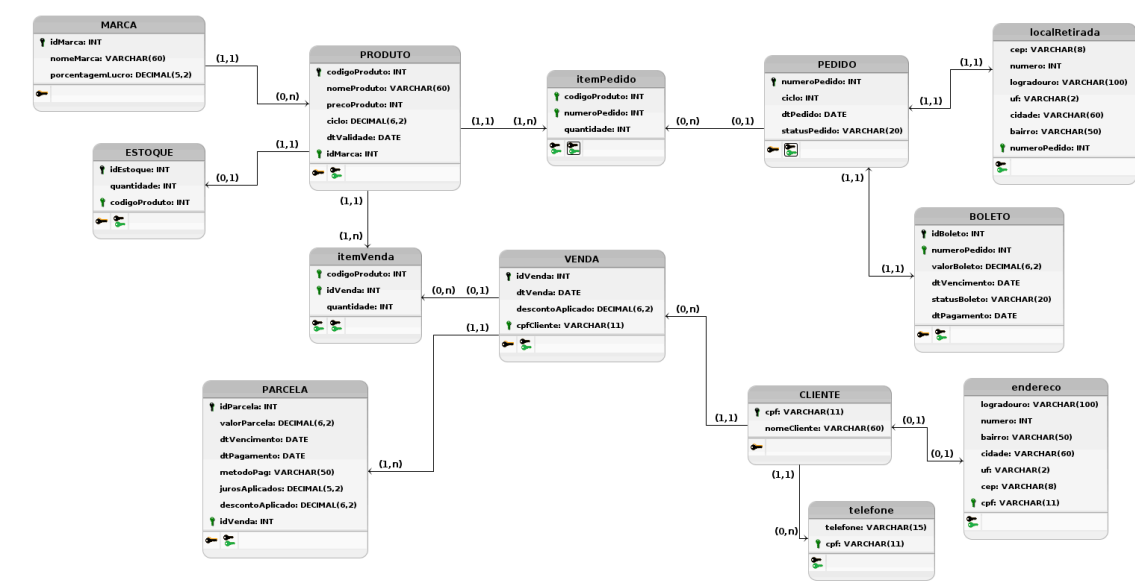 MARCA
idMarca: INT
nomeMarca: VARCHAR(60)
porcentagemLucro: DECIMAL(5,2)
(1,1)
(0,n)
PRODUTO
codigoProduto: INT
nomeProduto: VARCHAR(60)
precoProduto: INT
ciclo: DECIMAL(6,2)
dtValidade: DATE
idMarca: INT
(1,1)
(0,1)
ESTOQUE
idEstoque: INT
quantidade: INT
codigoProduto: INT
(1,1)
(1,n)
itemPedido
codigoProduto: INT
numeroPedido: INT
quantidade: INT
(0,n)
(0,1)
PEDIDO
numeroPedido: INT
ciclo: INT
dtPedido: DATE
statusPedido: VARCHAR(20)
(1,1)
(1,1)
localRetirada
cep: VARCHAR(8)
numero: INT
logradouro: VARCHAR(100)
uf: VARCHAR(2)
cidade: VARCHAR(60)
bairro: VARCHAR(50)
numeroPedido: INT
(1,1)
(1,1)
BOLETO
idBoleto: INT
numeroPedido: INT
valorBoleto: DECIMAL(6,2)
dtVencimento: DATE
statusBoleto: VARCHAR(20)
dtPagamento: DATE
(1,1)
(1,n)
itemVenda
codigoProduto: INT
idVenda: INT
quantidade: INT
(0,n)
(0,1)
VENDA
idVenda: INT
dtVenda: DATE
descontoAplicado: DECIMAL(6,2)
cpfCliente: VARCHAR(11)
(0,n)
(1,1)
(1,1)
(1,n)
PARCELA
idParcela: INT
valorParcela: DECIMAL(6,2)
dtVencimento: DATE
dtPagamento: DATE
metodoPag: VARCHAR(50)
jurosAplicados: DECIMAL(5,2)
descontoAplicado: DECIMAL(6,2)
idVenda: INT
CLIENTE
cpf: VARCHAR(11)
nomeCliente: VARCHAR(60)
(0,1)
(0,1)
endereco
logradouro: VARCHAR(100)
numero: INT
bairro: VARCHAR(50)
cidade: VARCHAR(60)
uf: VARCHAR(2)
cep: VARCHAR(8)
cpf: VARCHAR(11)
(1,1)
(0,n)
telefone
telefone: VARCHAR(15)
cpf: VARCHAR(11)